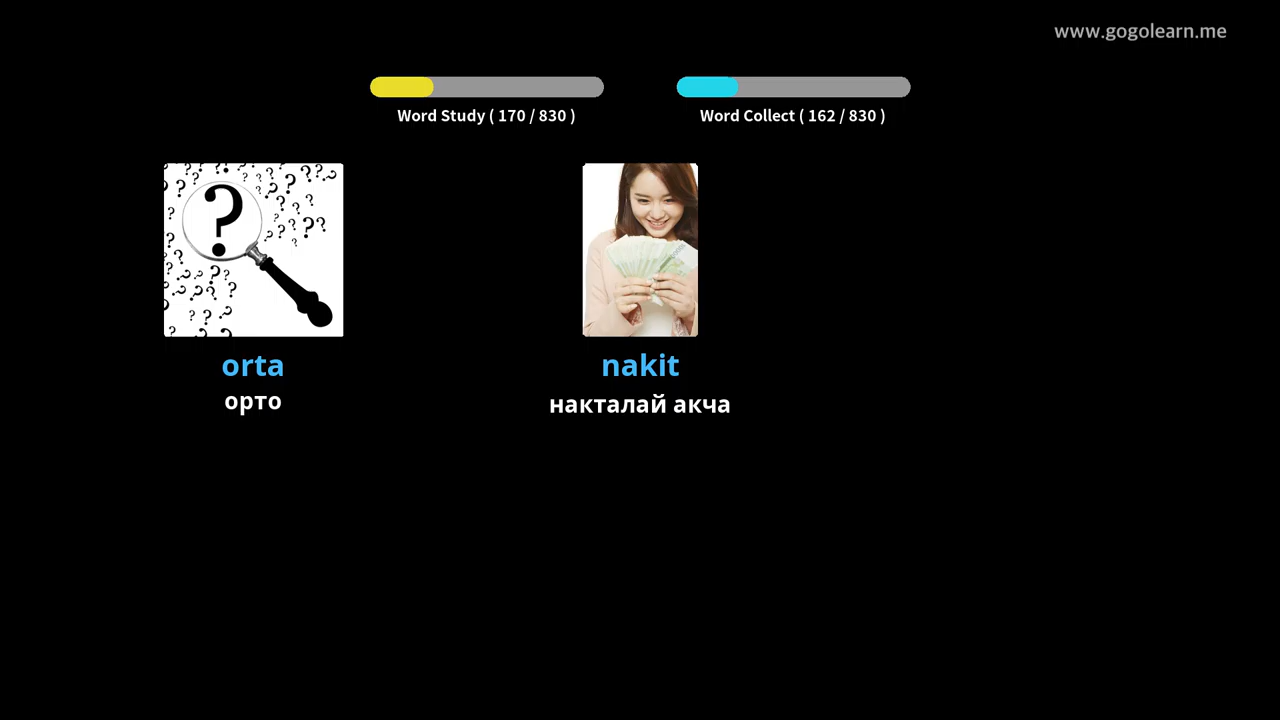 www.gogolearn.me
Word Study ( 170 / 830 )
Word Collect ( 162 / 830 )
orta
орто
nakit
накталай акча